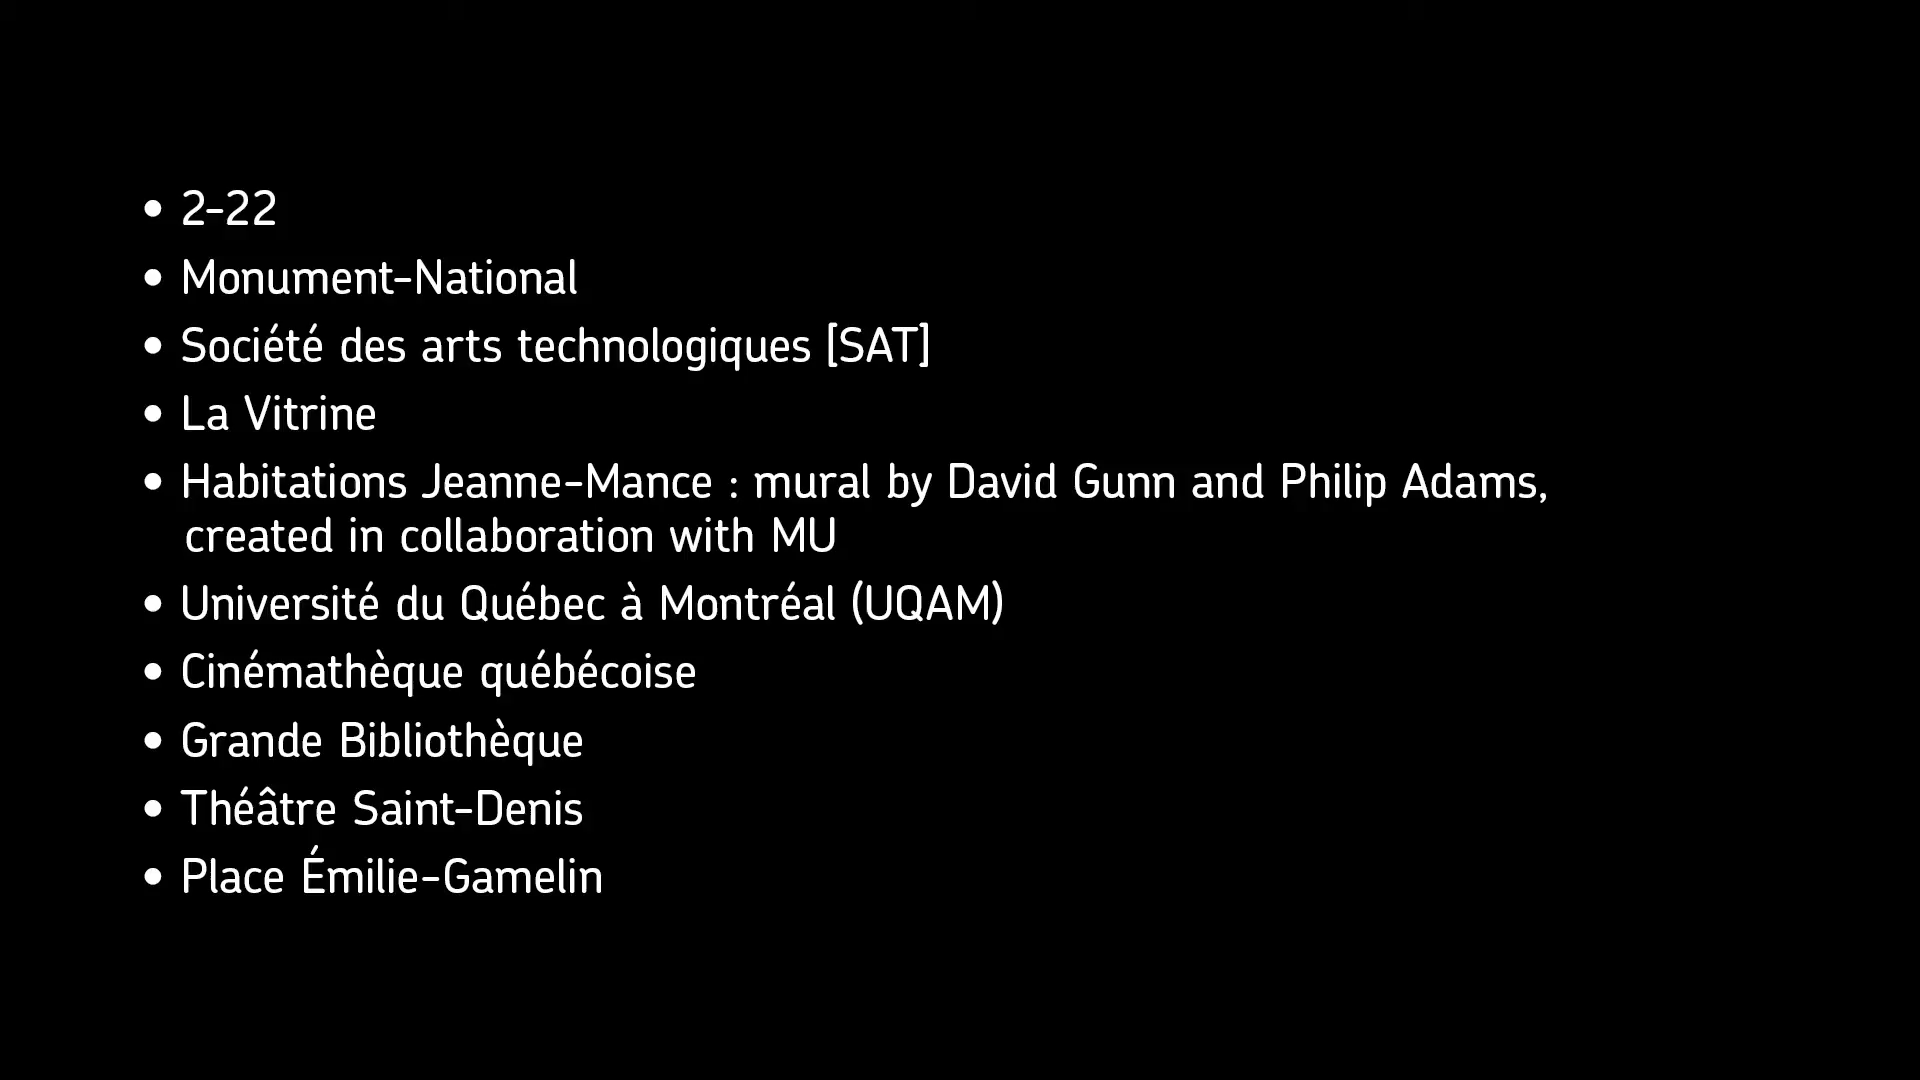 • 2-22
• Monument-National
• Société des arts technologiques [SAT]
• La Vitrine
• Habitations Jeanne-Mance : mural by David Gunn and Philip Adams,
created in collaboration with MU
• Université du Québec à Montréal (UQAM)
• Cinémathèque québécoise
• Grande Bibliothèque
• Théâtre Saint-Denis
• Place Émilie-Gamelin